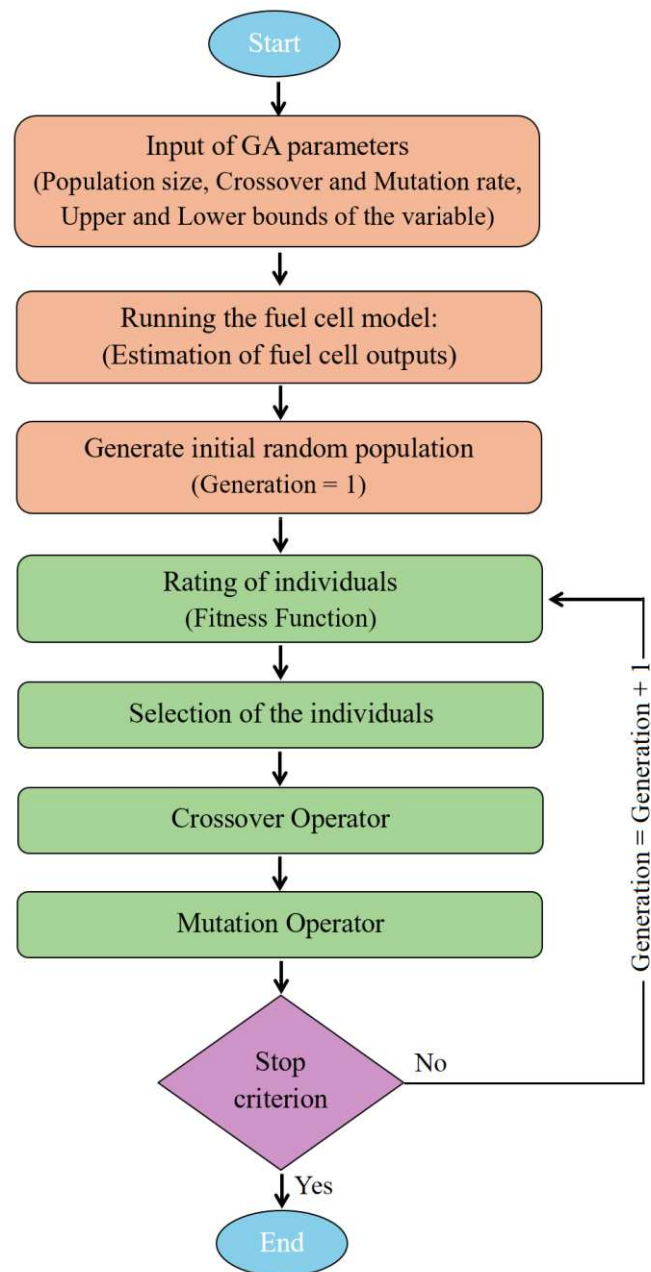 Start
Input of GA parameters
(Population size, Crossover and Mutation rate,
Upper and Lower bounds of the variable)
Running the fuel cell model:
(Estimation of fuel cell outputs)
Generate initial random population
(Generation = 1)
Rating of individuals
(Fitness Function)
Selection of the individuals
Crossover Operator
Mutation Operator
Stop
criterion
No
Generation = Generation + 1
Yes
End